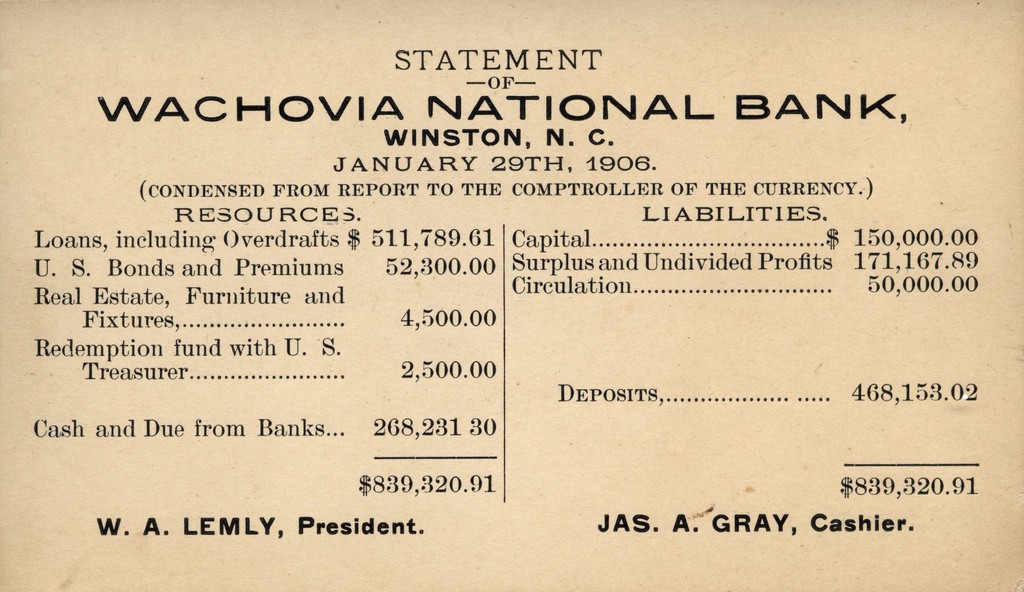 STATEMENT
—OF—
WACHOVIA NATIONAL BANK,
WINSTON, N. C.
JANUARY 29TH, 1906.
(CONDENSED FROM REPORT TO THE COMPTROLLER OF THE CURRENCY.)
RESOURCES.
Loans, including Overdrafts $ 511,789.61
U. S. Bonds and Premiums 52,300.00
Real Estate, Furniture and
Fixtures,....................... 4,500.00
Redemption fund with U. S.
Treasurer....................... 2,500.00
Cash and Due from Banks... 268,231 30
$839,320.91
LIABILITIES.
Capital..................................$ 150,000.00
Surplus and Undivided Profits 171,167.89
Circulation............................. 50,000.00
DEPOSITS,.................. ..... 468,153.02
$839,320.91
W. A. LEMLY, President.
JAS. A. GRAY, Cashier.